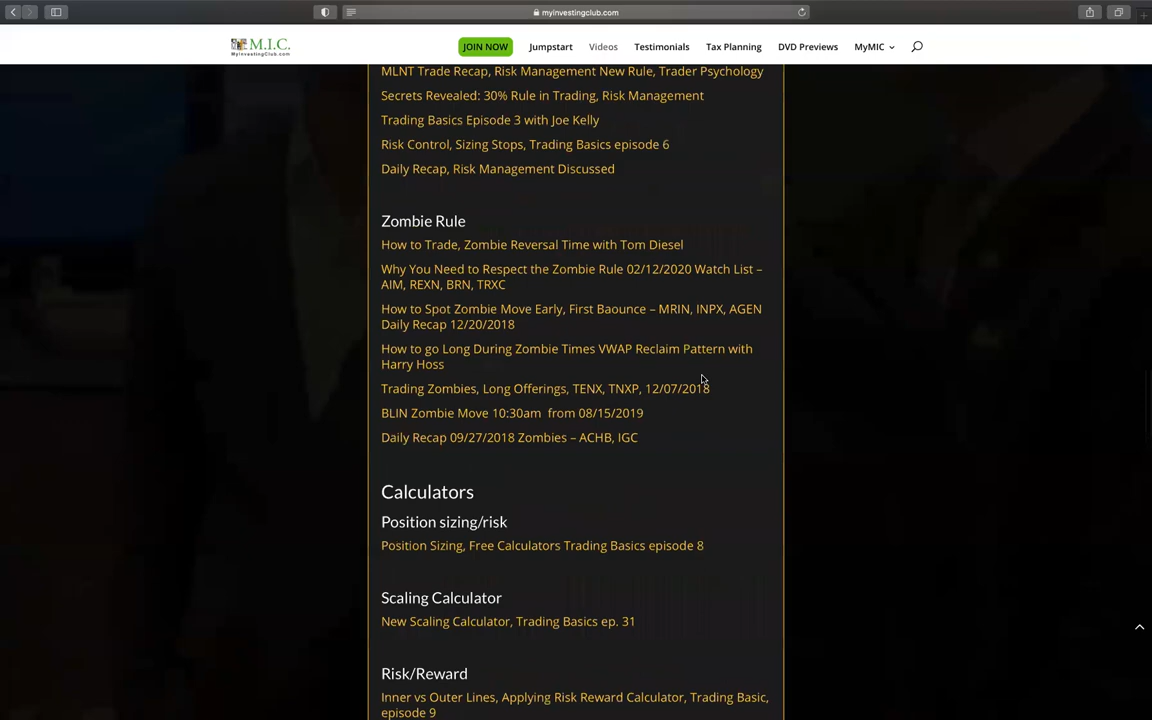 myinvestingclub.com
M.I.C.
MyInvestingClub.com
JOIN NOW
Jumpstart
Videos
Testimonials
Tax Planning
DVD Previews
MyMIC
MLNT Trade Recap, Risk Management New Rule, Trader Psychology
Secrets Revealed: 30% Rule in Trading, Risk Management
Trading Basics Episode 3 with Joe Kelly
Risk Control, Sizing Stops, Trading Basics episode 6
Daily Recap, Risk Management Discussed
Zombie Rule
How to Trade, Zombie Reversal Time with Tom Diesel
Why You Need to Respect the Zombie Rule 02/12/2020 Watch List –
AIM, REXN, BRN, TRXC
How to Spot Zombie Move Early, First Baounce – MRIN, INPX, AGEN
Daily Recap 12/20/2018
How to go Long During Zombie Times VWAP Reclaim Pattern with
Harry Hoss
Trading Zombies, Long Offerings, TENX, TNXP, 12/07/2018
BLIN Zombie Move 10:30am from 08/15/2019
Daily Recap 09/27/2018 Zombies – ACHB, IGC
Calculators
Position sizing/risk
Position Sizing, Free Calculators Trading Basics episode 8
Scaling Calculator
New Scaling Calculator, Trading Basics ep. 31
Risk/Reward
Inner vs Outer Lines, Applying Risk Reward Calculator, Trading Basic,
episode 9